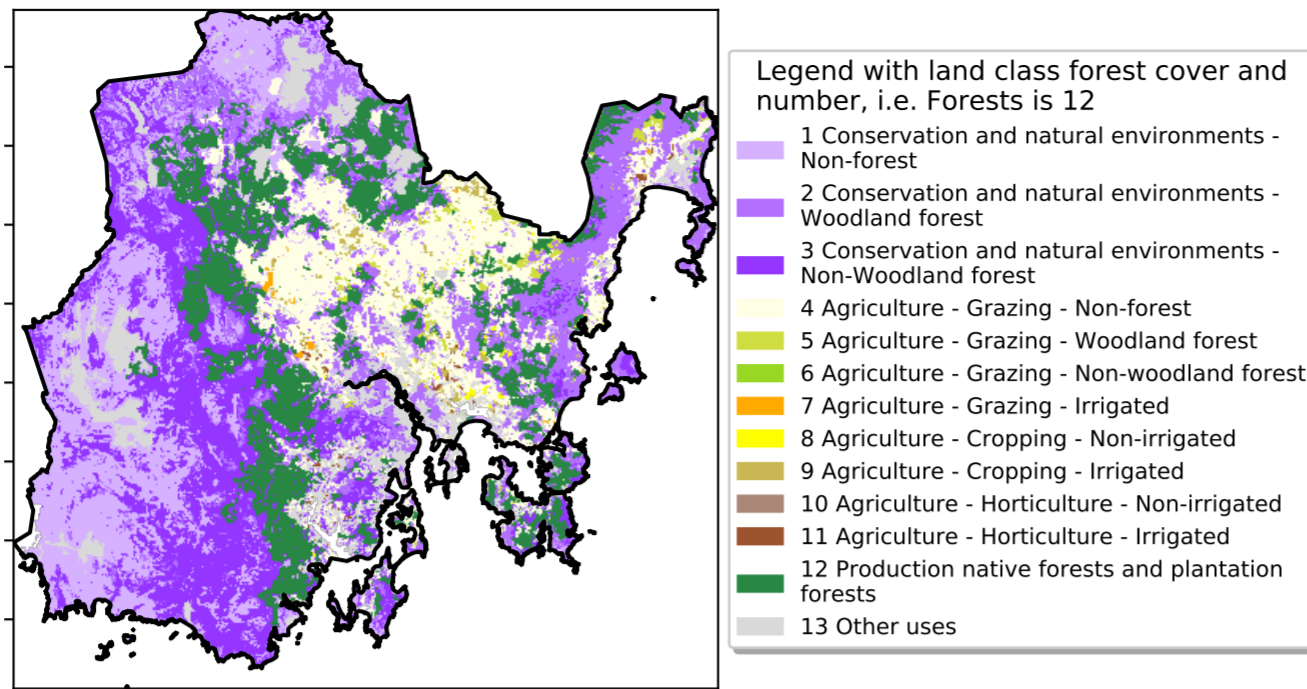 Legend with land class forest cover and
number, i.e. Forests is 12
1 Conservation and natural environments -
Non-forest
2 Conservation and natural environments -
Woodland forest
3 Conservation and natural environments -
Non-Woodland forest
4 Agriculture - Grazing - Non-forest
5 Agriculture - Grazing - Woodland forest
6 Agriculture - Grazing - Non-woodland forest
7 Agriculture - Grazing - Irrigated
8 Agriculture - Cropping - Non-irrigated
9 Agriculture - Cropping - Irrigated
10 Agriculture - Horticulture - Non-irrigated
11 Agriculture - Horticulture - Irrigated
12 Production native forests and plantation
forests
13 Other uses